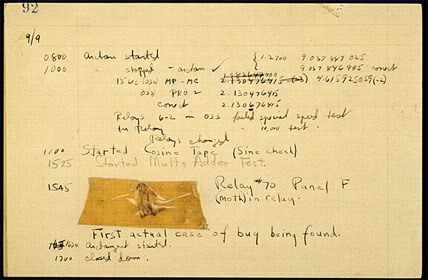 92
9/9
0800 Antan started { 1.2700 9.037 847 025
1000 " stopped - antan ✓ 9.037 846 995 correct
13"uc (032) MP - MC 2.130476415 (-3) 4.615925059(-2)
(033) PRO 2 2.130476415
correct 2.130676415
Relays 6-2 in 033 failed special speed test
in Relay " 10,000 test.
Relays changed
1100 Started Cosine Tape (Sine check)
1525 Started Mult+Adder Test.
1545 Relay #70 Panel F
(Moth) in relay.
First actual case of bug being found.
1630 antangent started.
1700 closed down.